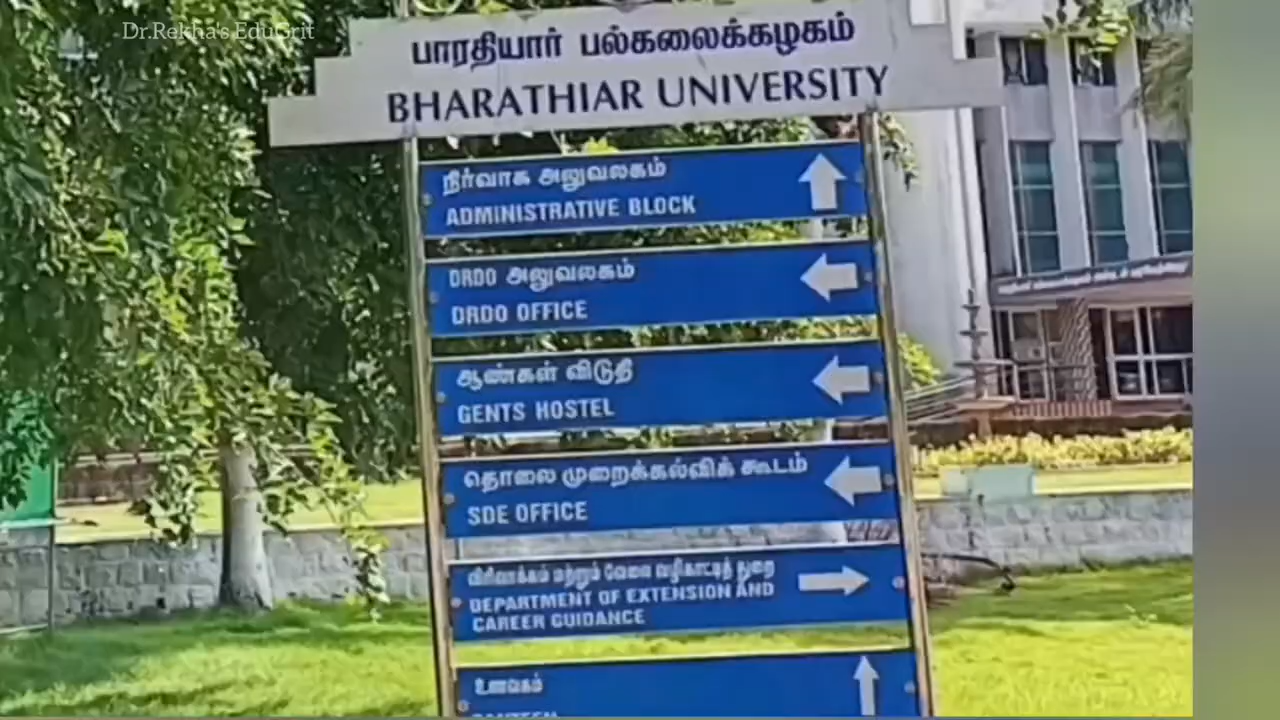 Dr.Rekha's EduGrit
பாரதியார் பல்கலைக்கழகம்
BHARATHIAR UNIVERSITY
நிர்வாக அலுவலகம்
ADMINISTRATIVE BLOCK
DRDO அலுவலகம்
DRDO OFFICE
ஆண்கள் விடுதி
GENTS HOSTEL
தொலை முறைக்கல்விக் கூடம்
SDE OFFICE
விரிவாக்கம் மற்றும் வேலை வழிகாட்டித் துறை
DEPARTMENT OF EXTENSION AND
CAREER GUIDANCE
உணவகம்